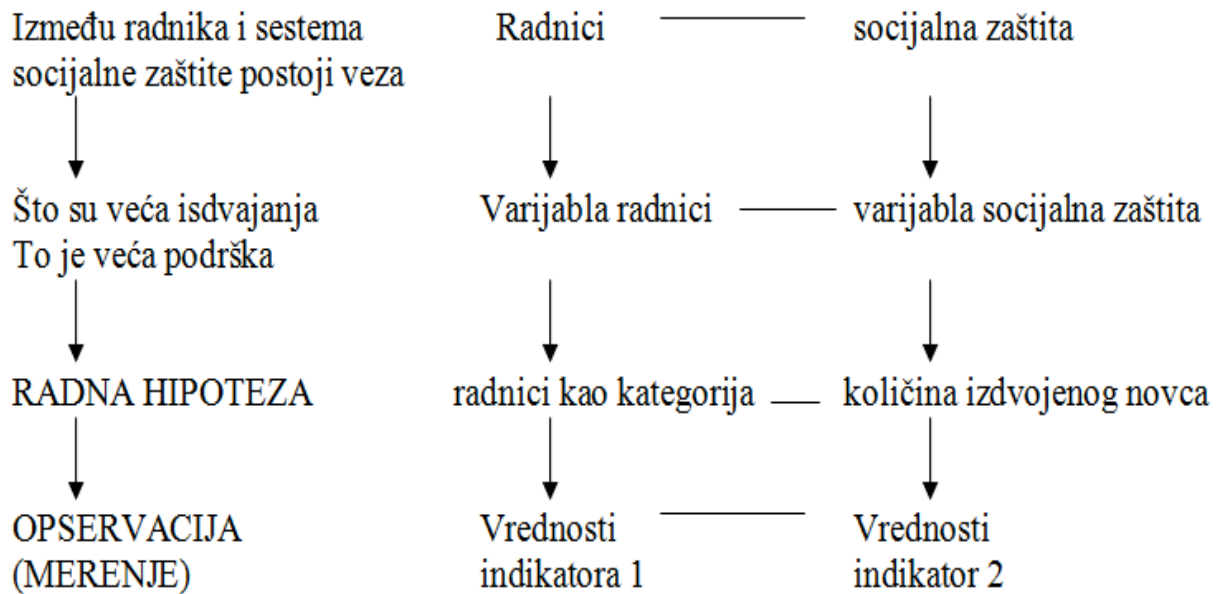 Između radnika i sestema
socijalne zaštite postoji veza
Radnici
socijalna zaštita
Što su veća isdvajanja
To je veća podrška
Varijabla radnici
varijabla socijalna zaštita
RADNA HIPOTEZA
radnici kao kategorija
količina izdvojenog novca
OPSERVACIJA
(MERENJE)
Vrednosti
indikatora 1
Vrednosti
indikator 2